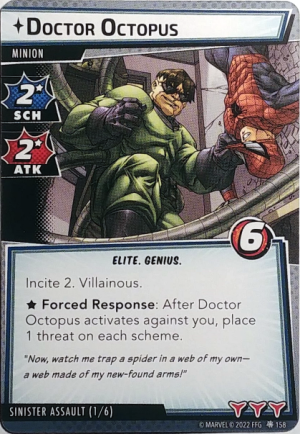 DOCTOR OCTOPUS
MINION
2
SCH
2
ATK
6
ELITE. GENIUS.
Incite 2. Villainous.
★ Forced Response: After Doctor
Octopus activates against you, place
1 threat on each scheme.
"Now, watch me trap a spider in a web of my own—
a web made of my new-found arms!"
© MARVEL © 2022 FFG 158
SINISTER ASSAULT (1/6)